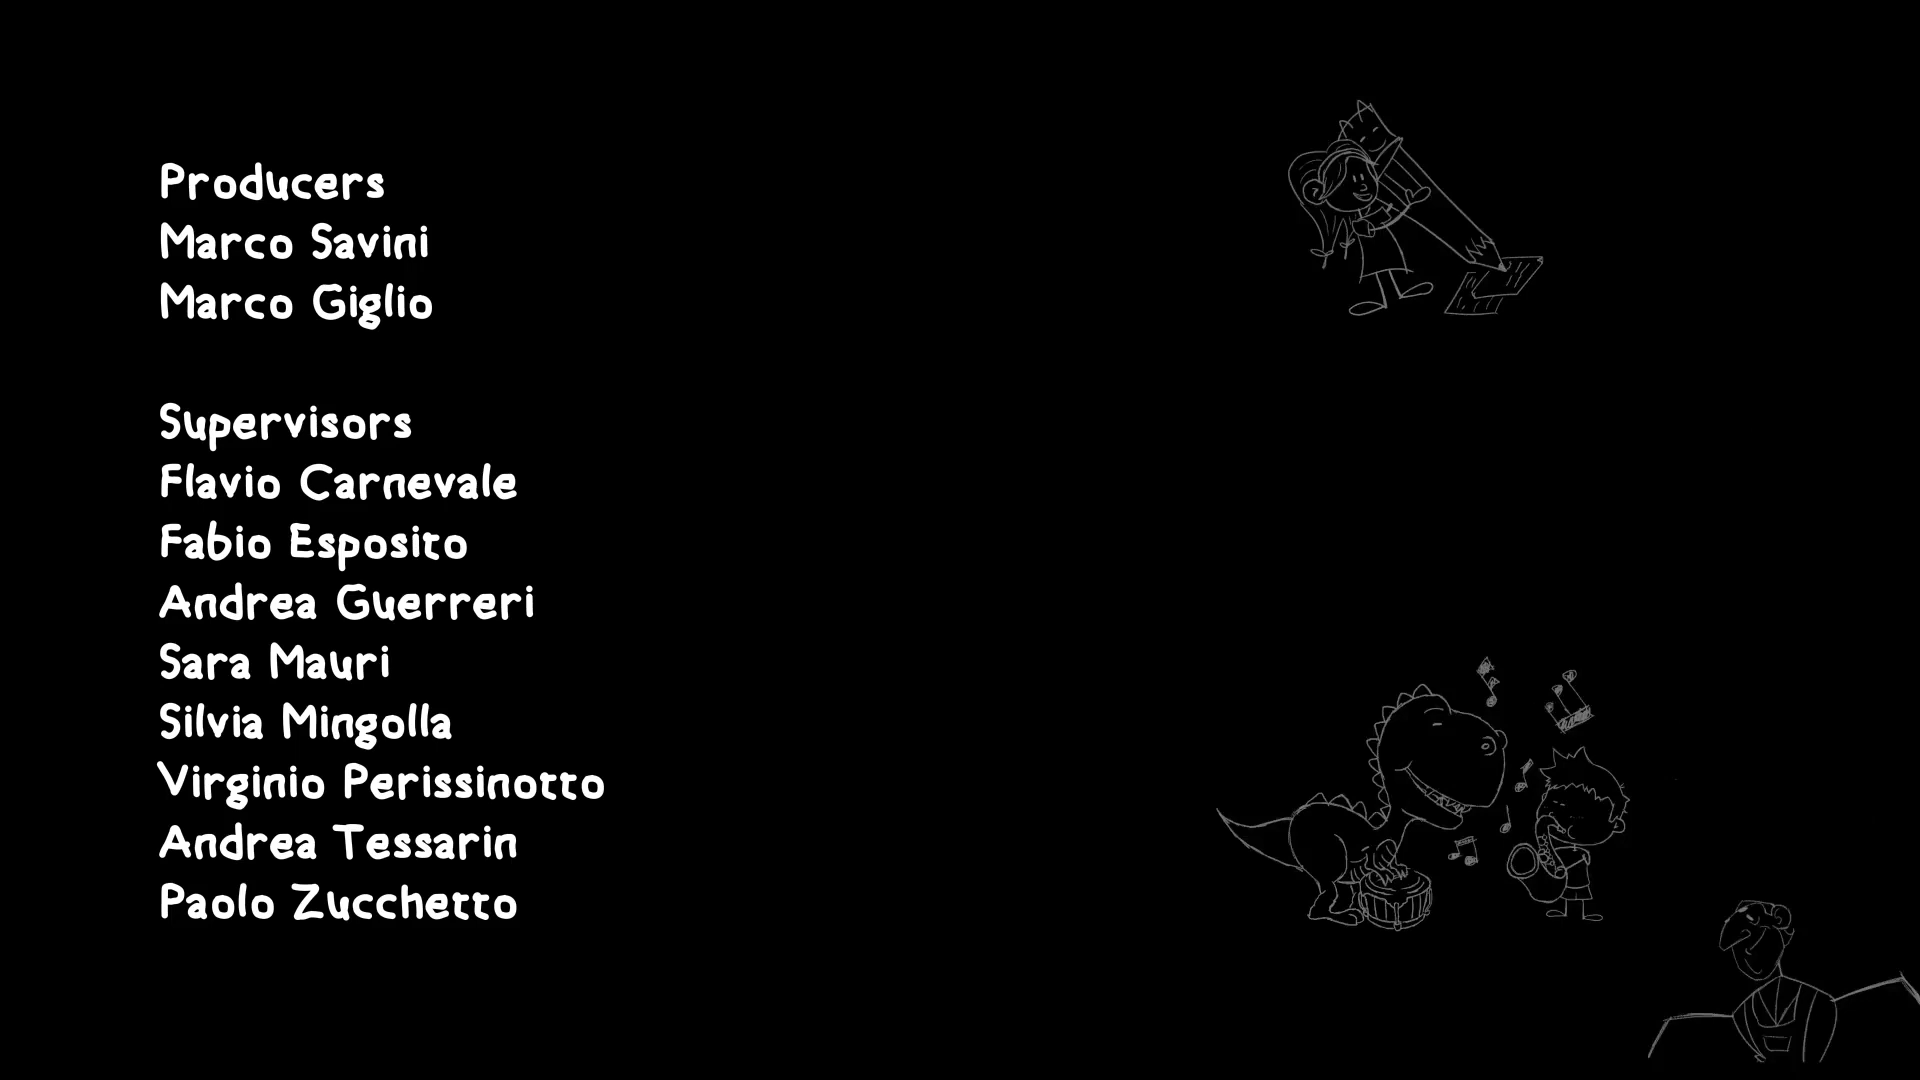 Producers
Marco Savini
Marco Giglio
Supervisors
Flavio Carnevale
Fabio Esposito
Andrea Guerreri
Sara Mauri
Silvia Mingolla
Virginio Perissinotto
Andrea Tessarin
Paolo Zucchetto